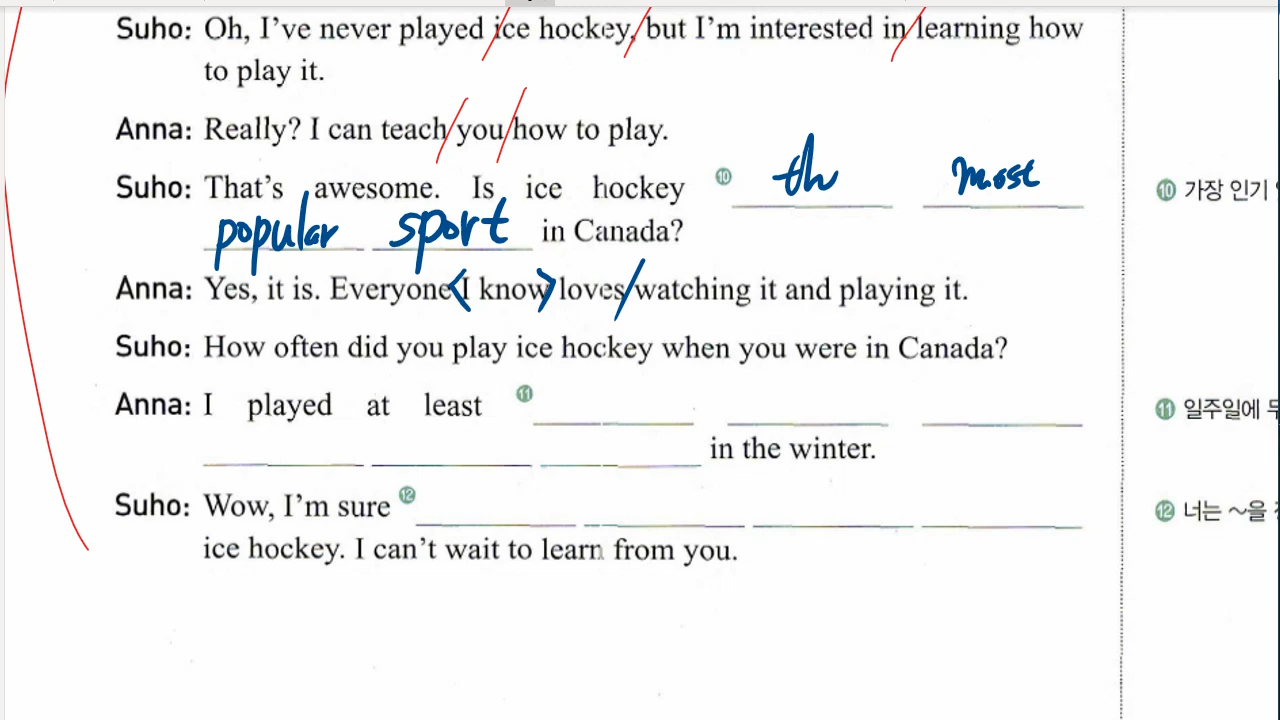 Suho: Oh, I've never played ice hockey, but I'm interested in learning how
to play it.
Anna: Really? I can teach you how to play.
Suho: That's awesome. Is ice hockey ⑩ th most
popular sport in Canada?
⑩ 가장 인기
Anna: Yes, it is. Everyone <I know> loves watching it and playing it.
Suho: How often did you play ice hockey when you were in Canada?
Anna: I played at least ⑪
in the winter.
⑪ 일주일에
Suho: Wow, I'm sure ⑫
ice hockey. I can't wait to learn from you.
⑫ 너는 ~을